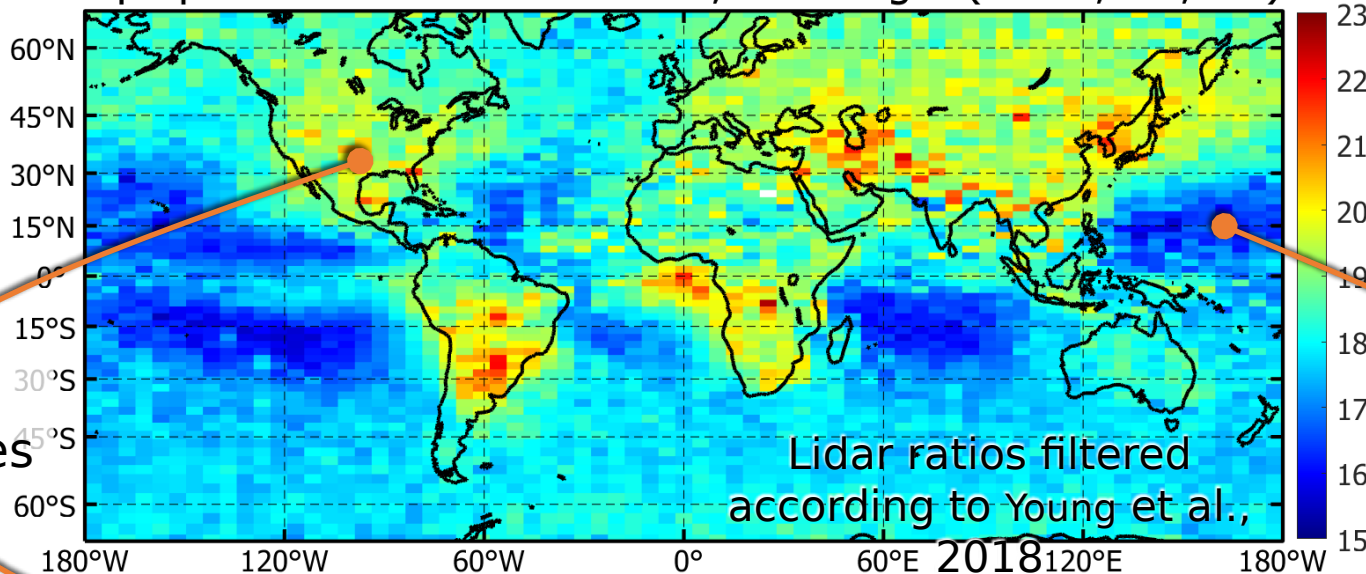 60°N
45°N
30°N
15°N
0°
15°S
30°S
45°S
60°S
180°W 120°W 60°W 0° 60°E 120°E 180°W
23
22
21
20
19
18
17
16
15
es
Lidar ratios filtered
according to Young et al.,
2018